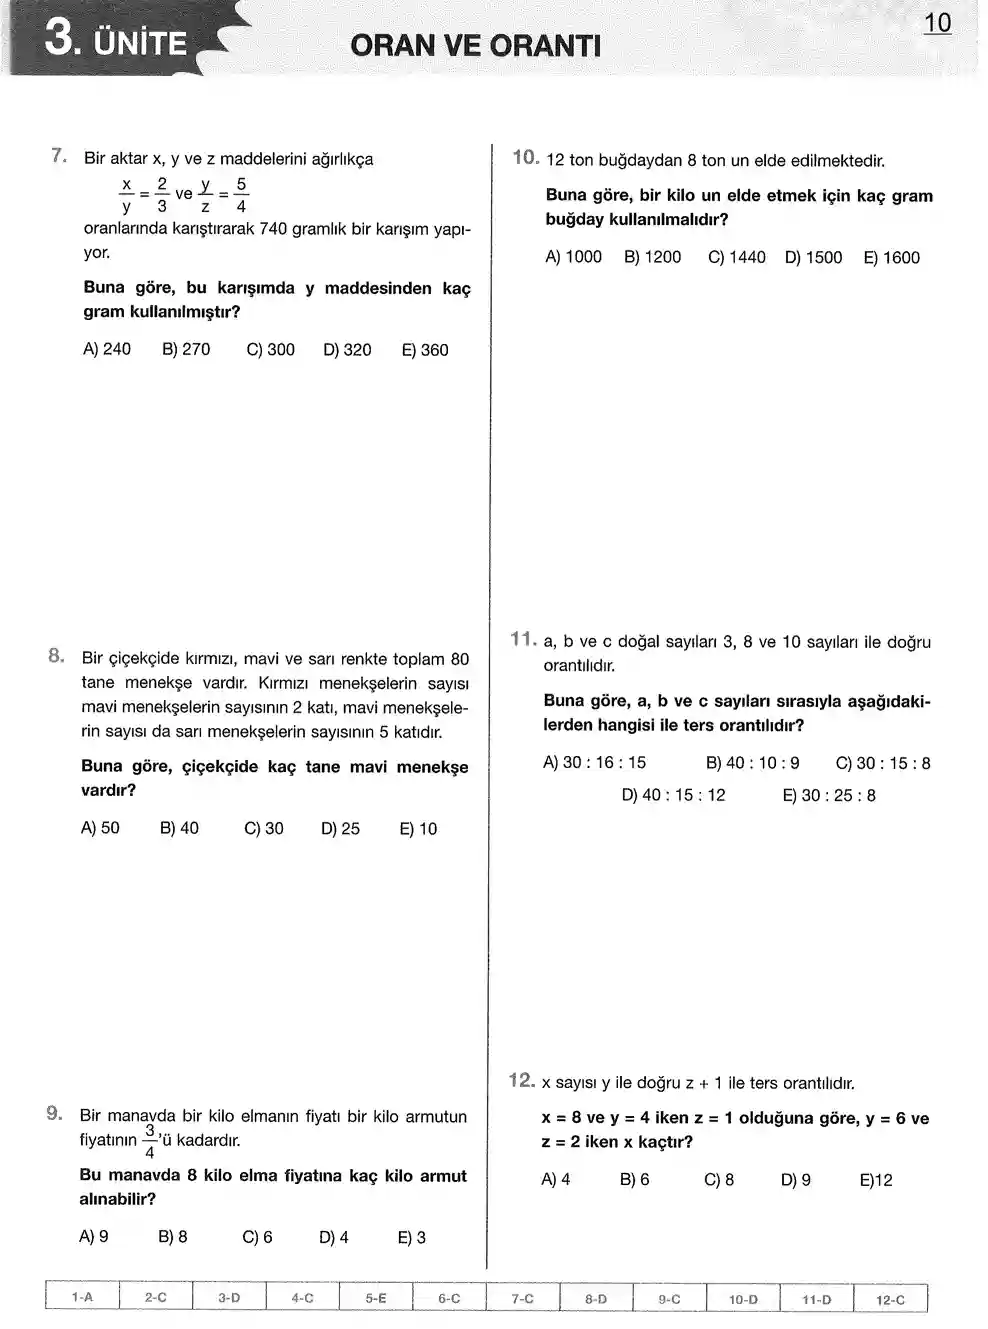 3. ÜNİTE
ORAN VE ORANTI
10
7. Bir aktar x, y ve z maddelerini ağırlıkça
x/y = 2/3 ve y/z = 5/4
oranlarında karıştırarak 740 gramlık bir karışım yapı-
yor.
Buna göre, bu karışımda y maddesinden kaç
gram kullanılmıştır?
A) 240 B) 270 C) 300 D) 320 E) 360
8. Bir çiçekçide kırmızı, mavi ve sarı renkte toplam 80
tane menekşe vardır. Kırmızı menekşelerin sayısı
mavi menekşelerin sayısının 2 katı, mavi menekşele-
rin sayısı da sarı menekşelerin sayısının 5 katıdır.
Buna göre, çiçekçide kaç tane mavi menekşe
vardır?
A) 50 B) 40 C) 30 D) 25 E) 10
9. Bir manavda bir kilo elmanın fiyatı bir kilo armutun
fiyatının 3/4'ü kadardır.
Bu manavda 8 kilo elma fiyatına kaç kilo armut
alınabilir?
A) 9 B) 8 C) 6 D) 4 E) 3
10. 12 ton buğdaydan 8 ton un elde edilmektedir.
Buna göre, bir kilo un elde etmek için kaç gram
buğday kullanılmalıdır?
A) 1000 B) 1200 C) 1440 D) 1500 E) 1600
11. a, b ve c doğal sayıları 3, 8 ve 10 sayıları ile doğru
orantılıdır.
Buna göre, a, b ve c sayıları sırasıyla aşağıdaki-
lerden hangisi ile ters orantılıdır?
A) 30 : 16 : 15 B) 40 : 10 : 9 C) 30 : 15 : 8
D) 40 : 15 : 12 E) 30 : 25 : 8
12. x sayısı y ile doğru z + 1 ile ters orantılıdır.
x = 8 ve y = 4 iken z = 1 olduğuna göre, y = 6 ve
z = 2 iken x kaçtır?
A) 4 B) 6 C) 8 D) 9 E)12
1-A 2-C 3-D 4-C 5-E 6-C 7-C 8-D 9-C 10-D 11-D 12-C